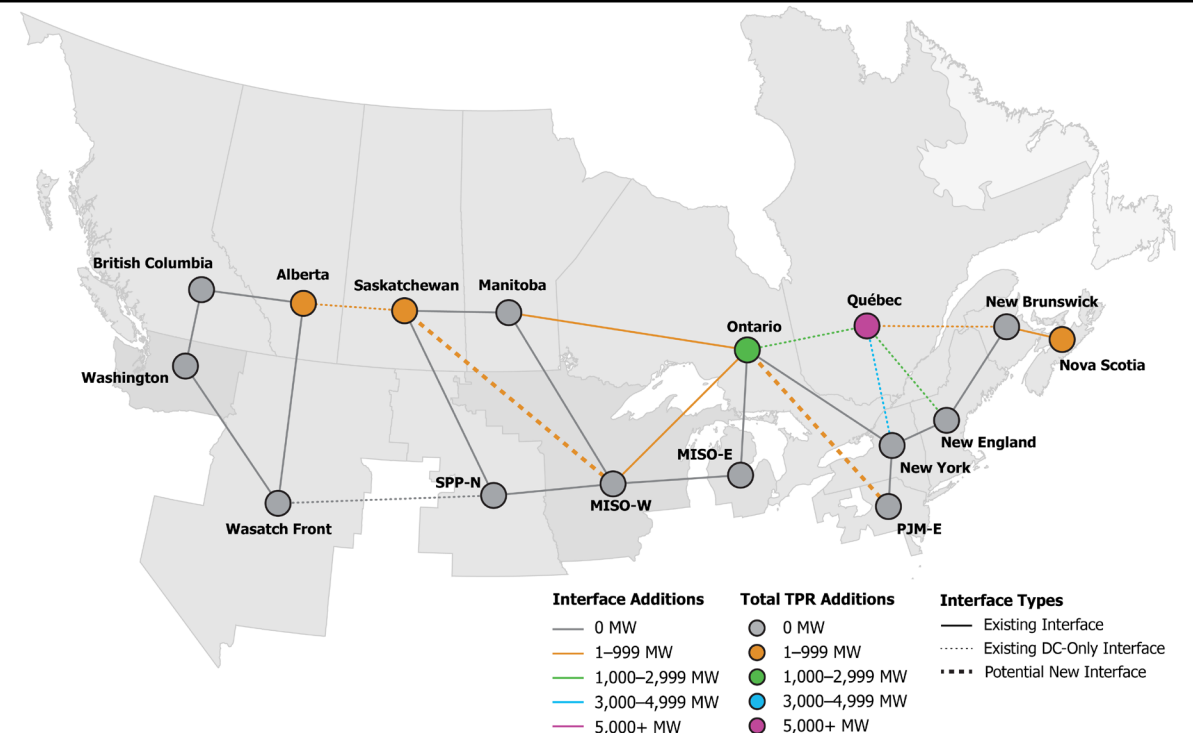 British Columbia
Alberta
Saskatchewan
Manitoba
Ontario
Québec
New Brunswick
Nova Scotia
Washington
New England
MISO-E
New York
SPP-N
MISO-W
Wasatch Front
PJM-E
Interface Additions
0 MW
1–999 MW
1,000–2,999 MW
3,000–4,999 MW
5,000+ MW
Total TPR Additions
0 MW
1–999 MW
1,000–2,999 MW
3,000–4,999 MW
5,000+ MW
Interface Types
Existing Interface
Existing DC-Only Interface
Potential New Interface